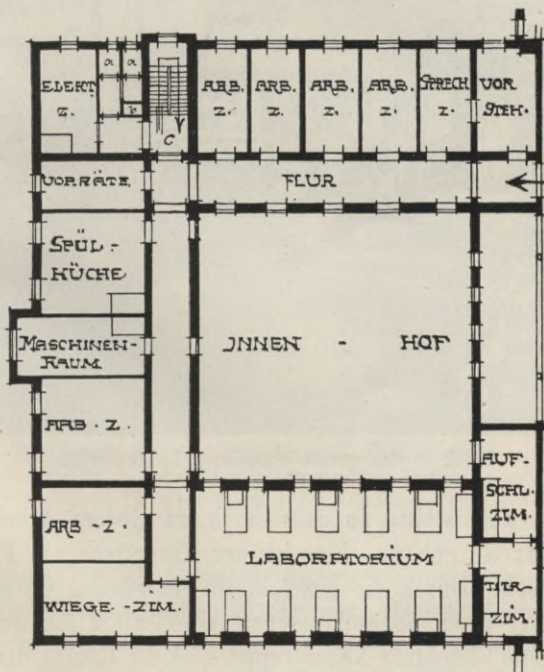 a
a
b
ELEKT.
Z.
C
ARB.
Z.
ARB.
Z.
ARB.
Z.
ARB.
Z.
SPRECH
Z.
VOR
STEH.
VORRÄTE
FLUR
SPÜL-
KÜCHE
MASCHINEN-
RAUM
INNEN - HOF
ARB. Z.
AUF-
SCHL.
ZIM.
ARB.-Z.
LABORATORIUM
WIEGE-ZIM.
TITR-
ZIM.